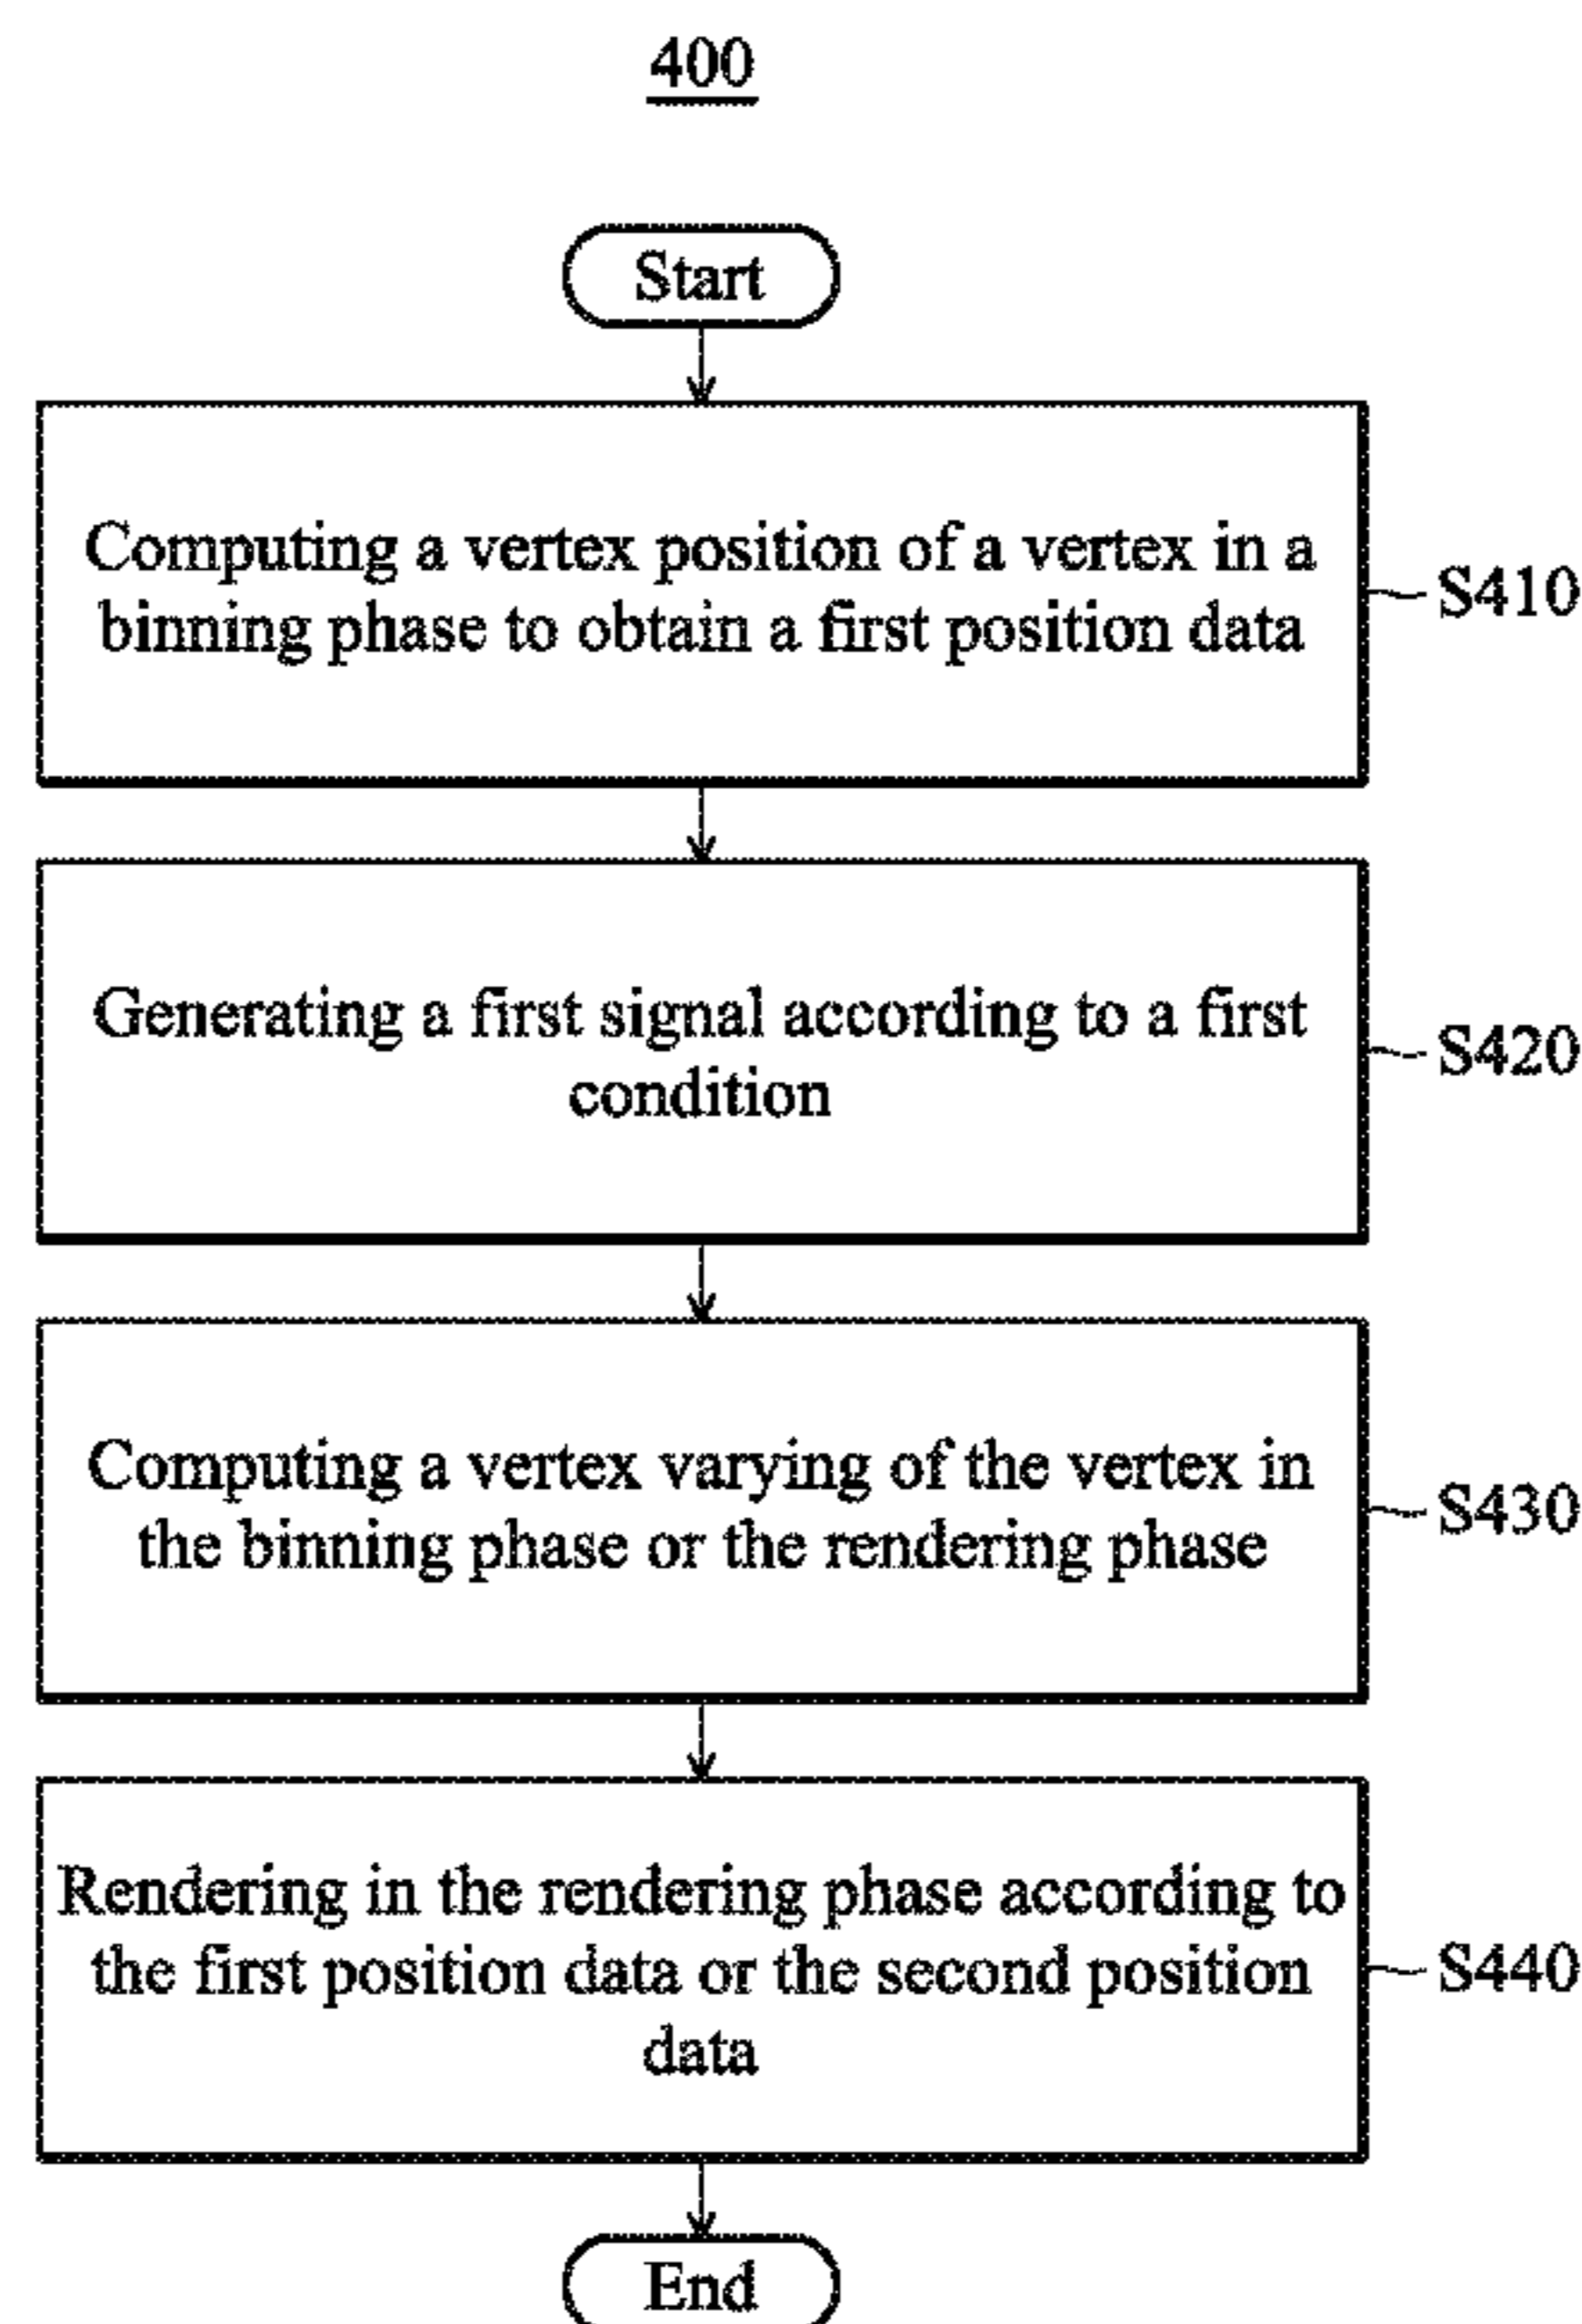 400
Start
Computing a vertex position of a vertex in a
binning phase to obtain a first position data
S410
Generating a first signal according to a first
condition
S420
Computing a vertex varying of the vertex in
the binning phase or the rendering phase
S430
Rendering in the rendering phase according to
the first position data or the second position
data
S440
End